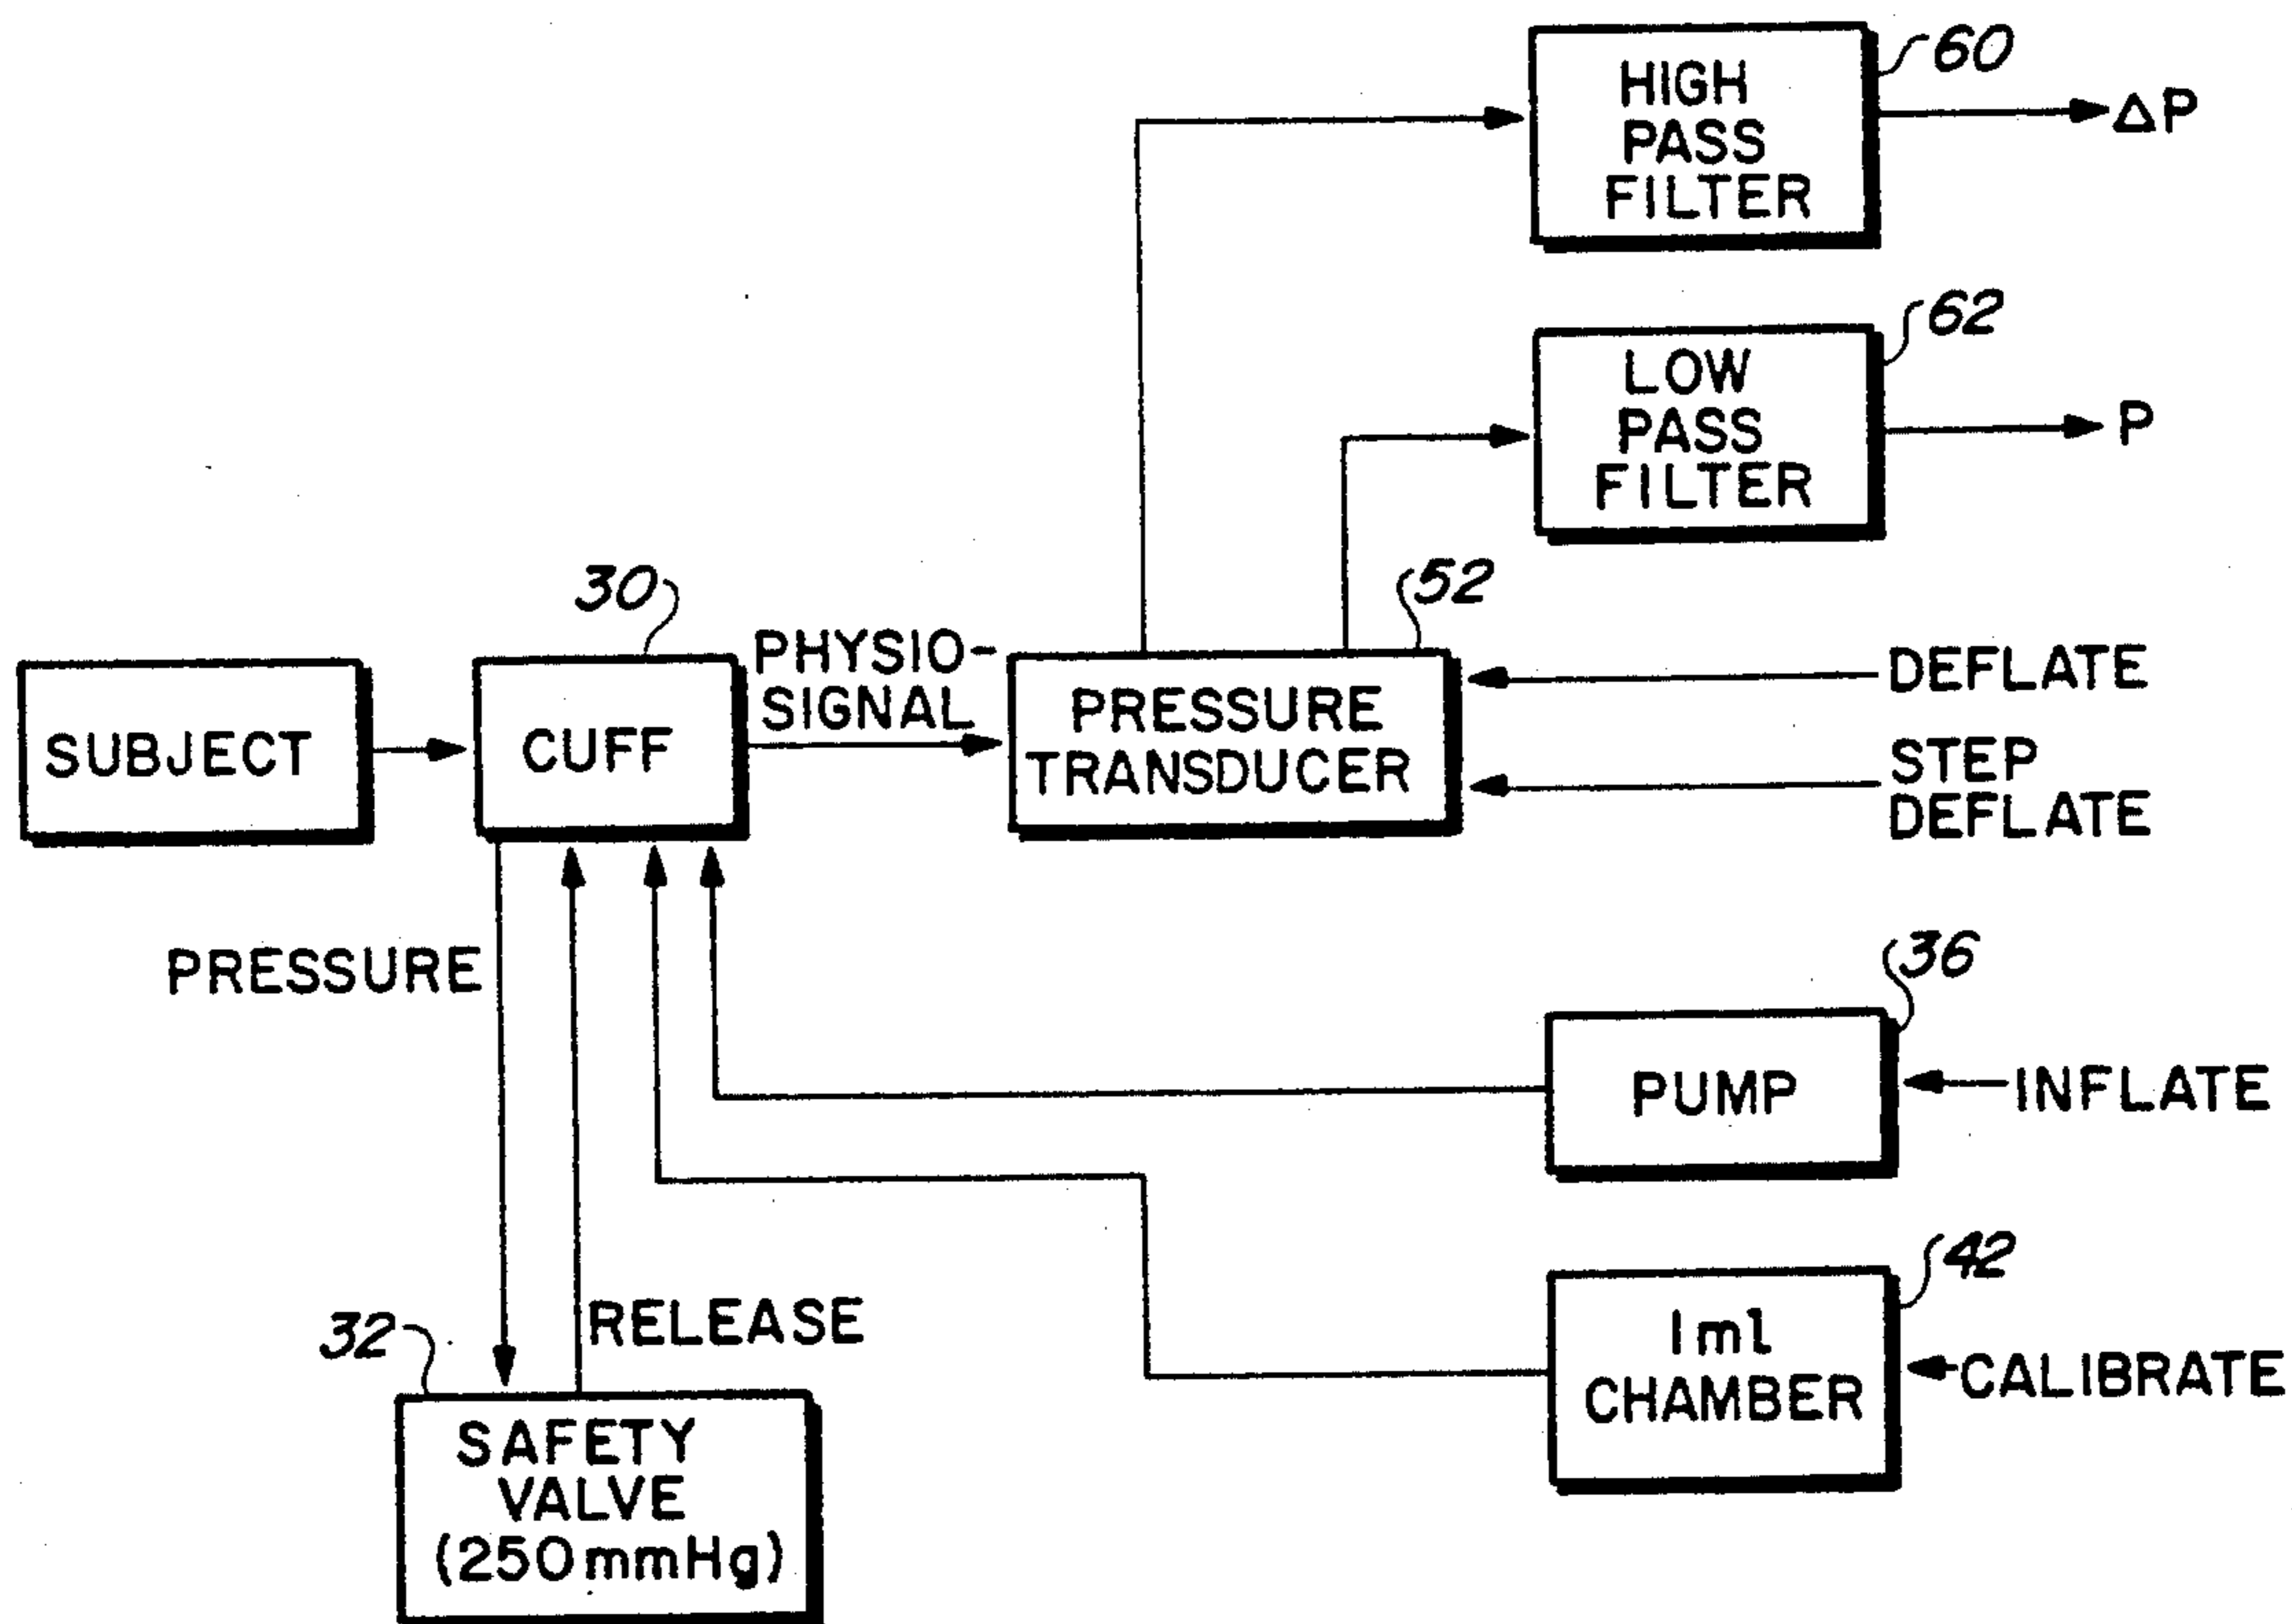 60
HIGH
PASS
FILTER
ΔP
62
LOW
PASS
FILTER
P
30
52
PHYSIO-
SIGNAL
SUBJECT
CUFF
PRESSURE
TRANSDUCER
DEFLATE
STEP
DEFLATE
PRESSURE
36
PUMP
INFLATE
42
1ml
CHAMBER
CALIBRATE
32
RELEASE
SAFETY
VALVE
(250mmHg)